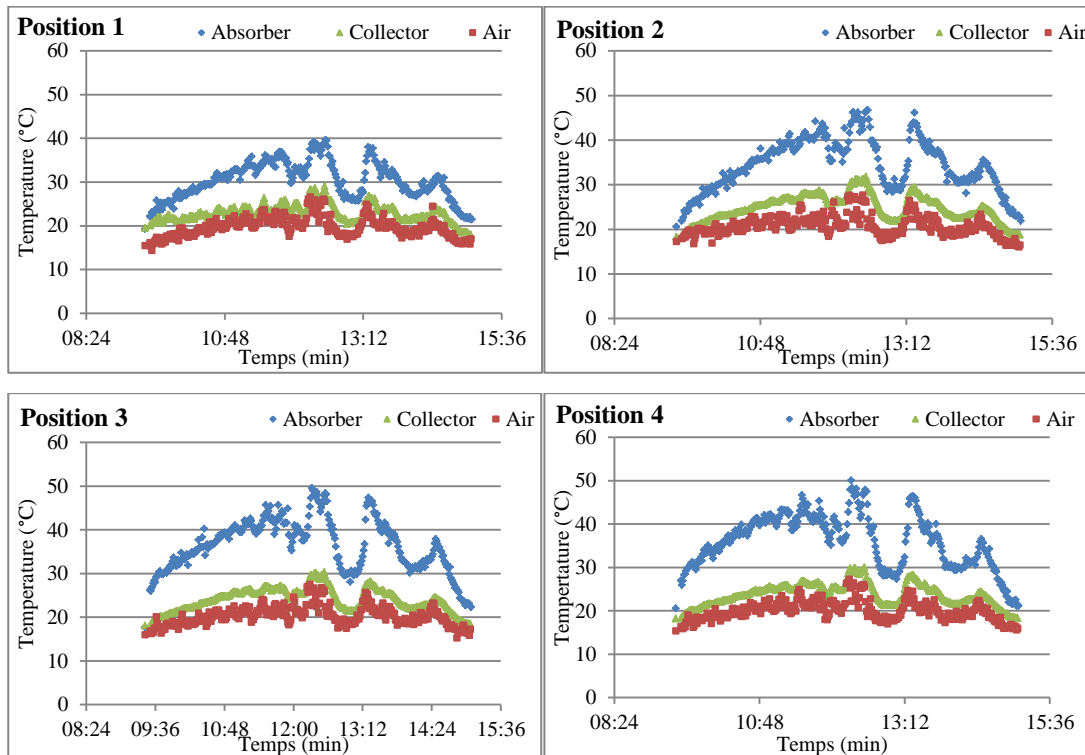 Position 1
Absorber Collector Air
60
50
40
30
20
10
0
Temperature (°C)
08:24 10:48 13:12 15:36
Temps (min)
Position 2
Absorber Collector Air
60
50
40
30
20
10
0
Temperature (°C)
08:24 10:48 13:12 15:36
Temps (min)
Position 3
Absorber Collector Air
60
50
40
30
20
10
0
Temperature (°C)
08:24 09:36 10:48 12:00 13:12 14:24 15:36
Temps (min)
Position 4
Absorber Collector Air
60
50
40
30
20
10
0
Tempertature (°C)
08:24 10:48 13:12 15:36
Temps (min)